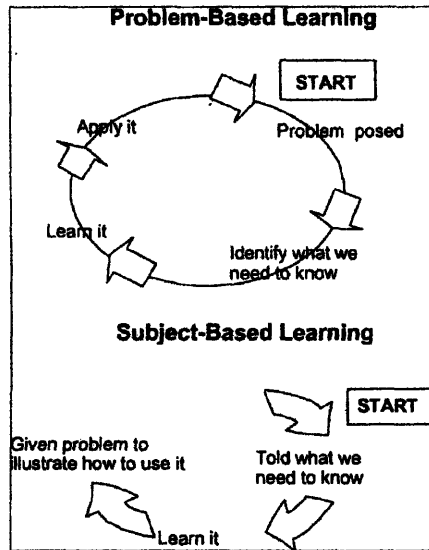 Problem-Based Learning
START
Problem posed
Identify what we
need to know
Learn it
Apply it
Subject-Based Learning
START
Told what we
need to know
Learn it
Given problem to
illustrate how to use it